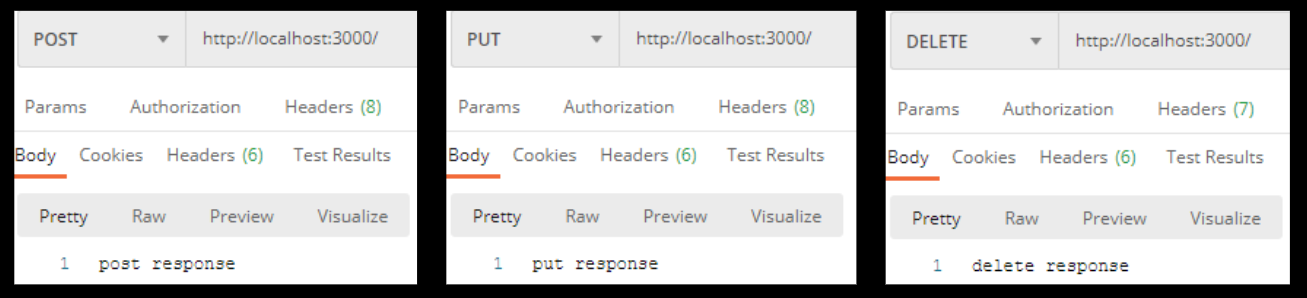 POST http://localhost:3000/
Params Authorization Headers (8)
Body Cookies Headers (6) Test Results
Pretty Raw Preview Visualize
1 post response
PUT http://localhost:3000/
Params Authorization Headers (8)
Body Cookies Headers (6) Test Results
Pretty Raw Preview Visualize
1 put response
DELETE http://localhost:3000/
Params Authorization Headers (7)
Body Cookies Headers (6) Test Results
Pretty Raw Preview Visualize
1 delete response